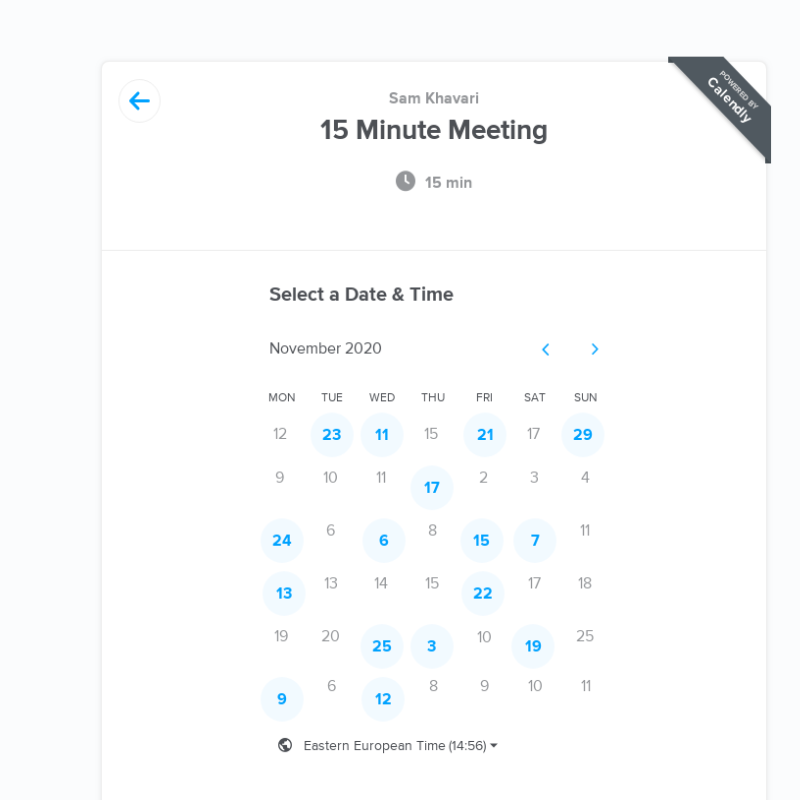 Sam Khavari
15 Minute Meeting
15 min
POWERED BY
Calendly
Select a Date & Time
November 2020
MON TUE WED THU FRI SAT SUN
12 23 11 15 21 17 29
9 10 11 17 2 3 4
24 6 6 8 15 7 11
13 13 14 15 22 17 18
19 20 25 3 10 19 25
9 6 12 8 9 10 11
Eastern European Time (14:56)